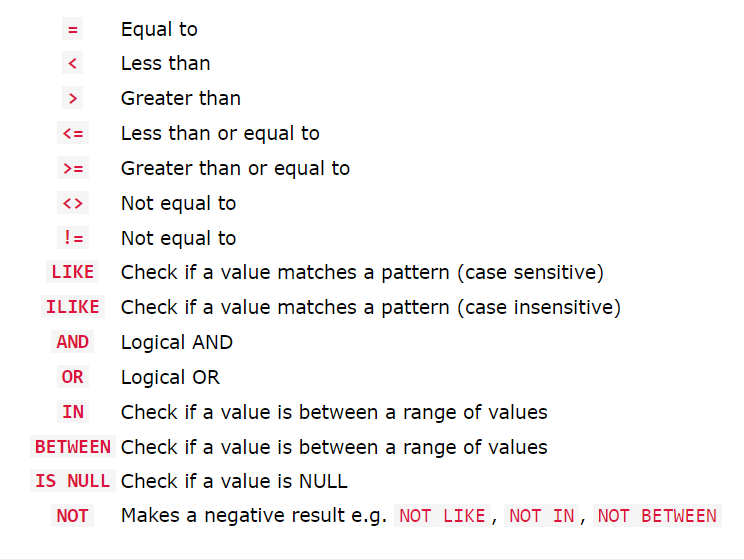 = Equal to
< Less than
> Greater than
<= Less than or equal to
>= Greater than or equal to
<> Not equal to
!= Not equal to
LIKE Check if a value matches a pattern (case sensitive)
ILIKE Check if a value matches a pattern (case insensitive)
AND Logical AND
OR Logical OR
IN Check if a value is between a range of values
BETWEEN Check if a value is between a range of values
IS NULL Check if a value is NULL
NOT Makes a negative result e.g. NOT LIKE, NOT IN, NOT BETWEEN